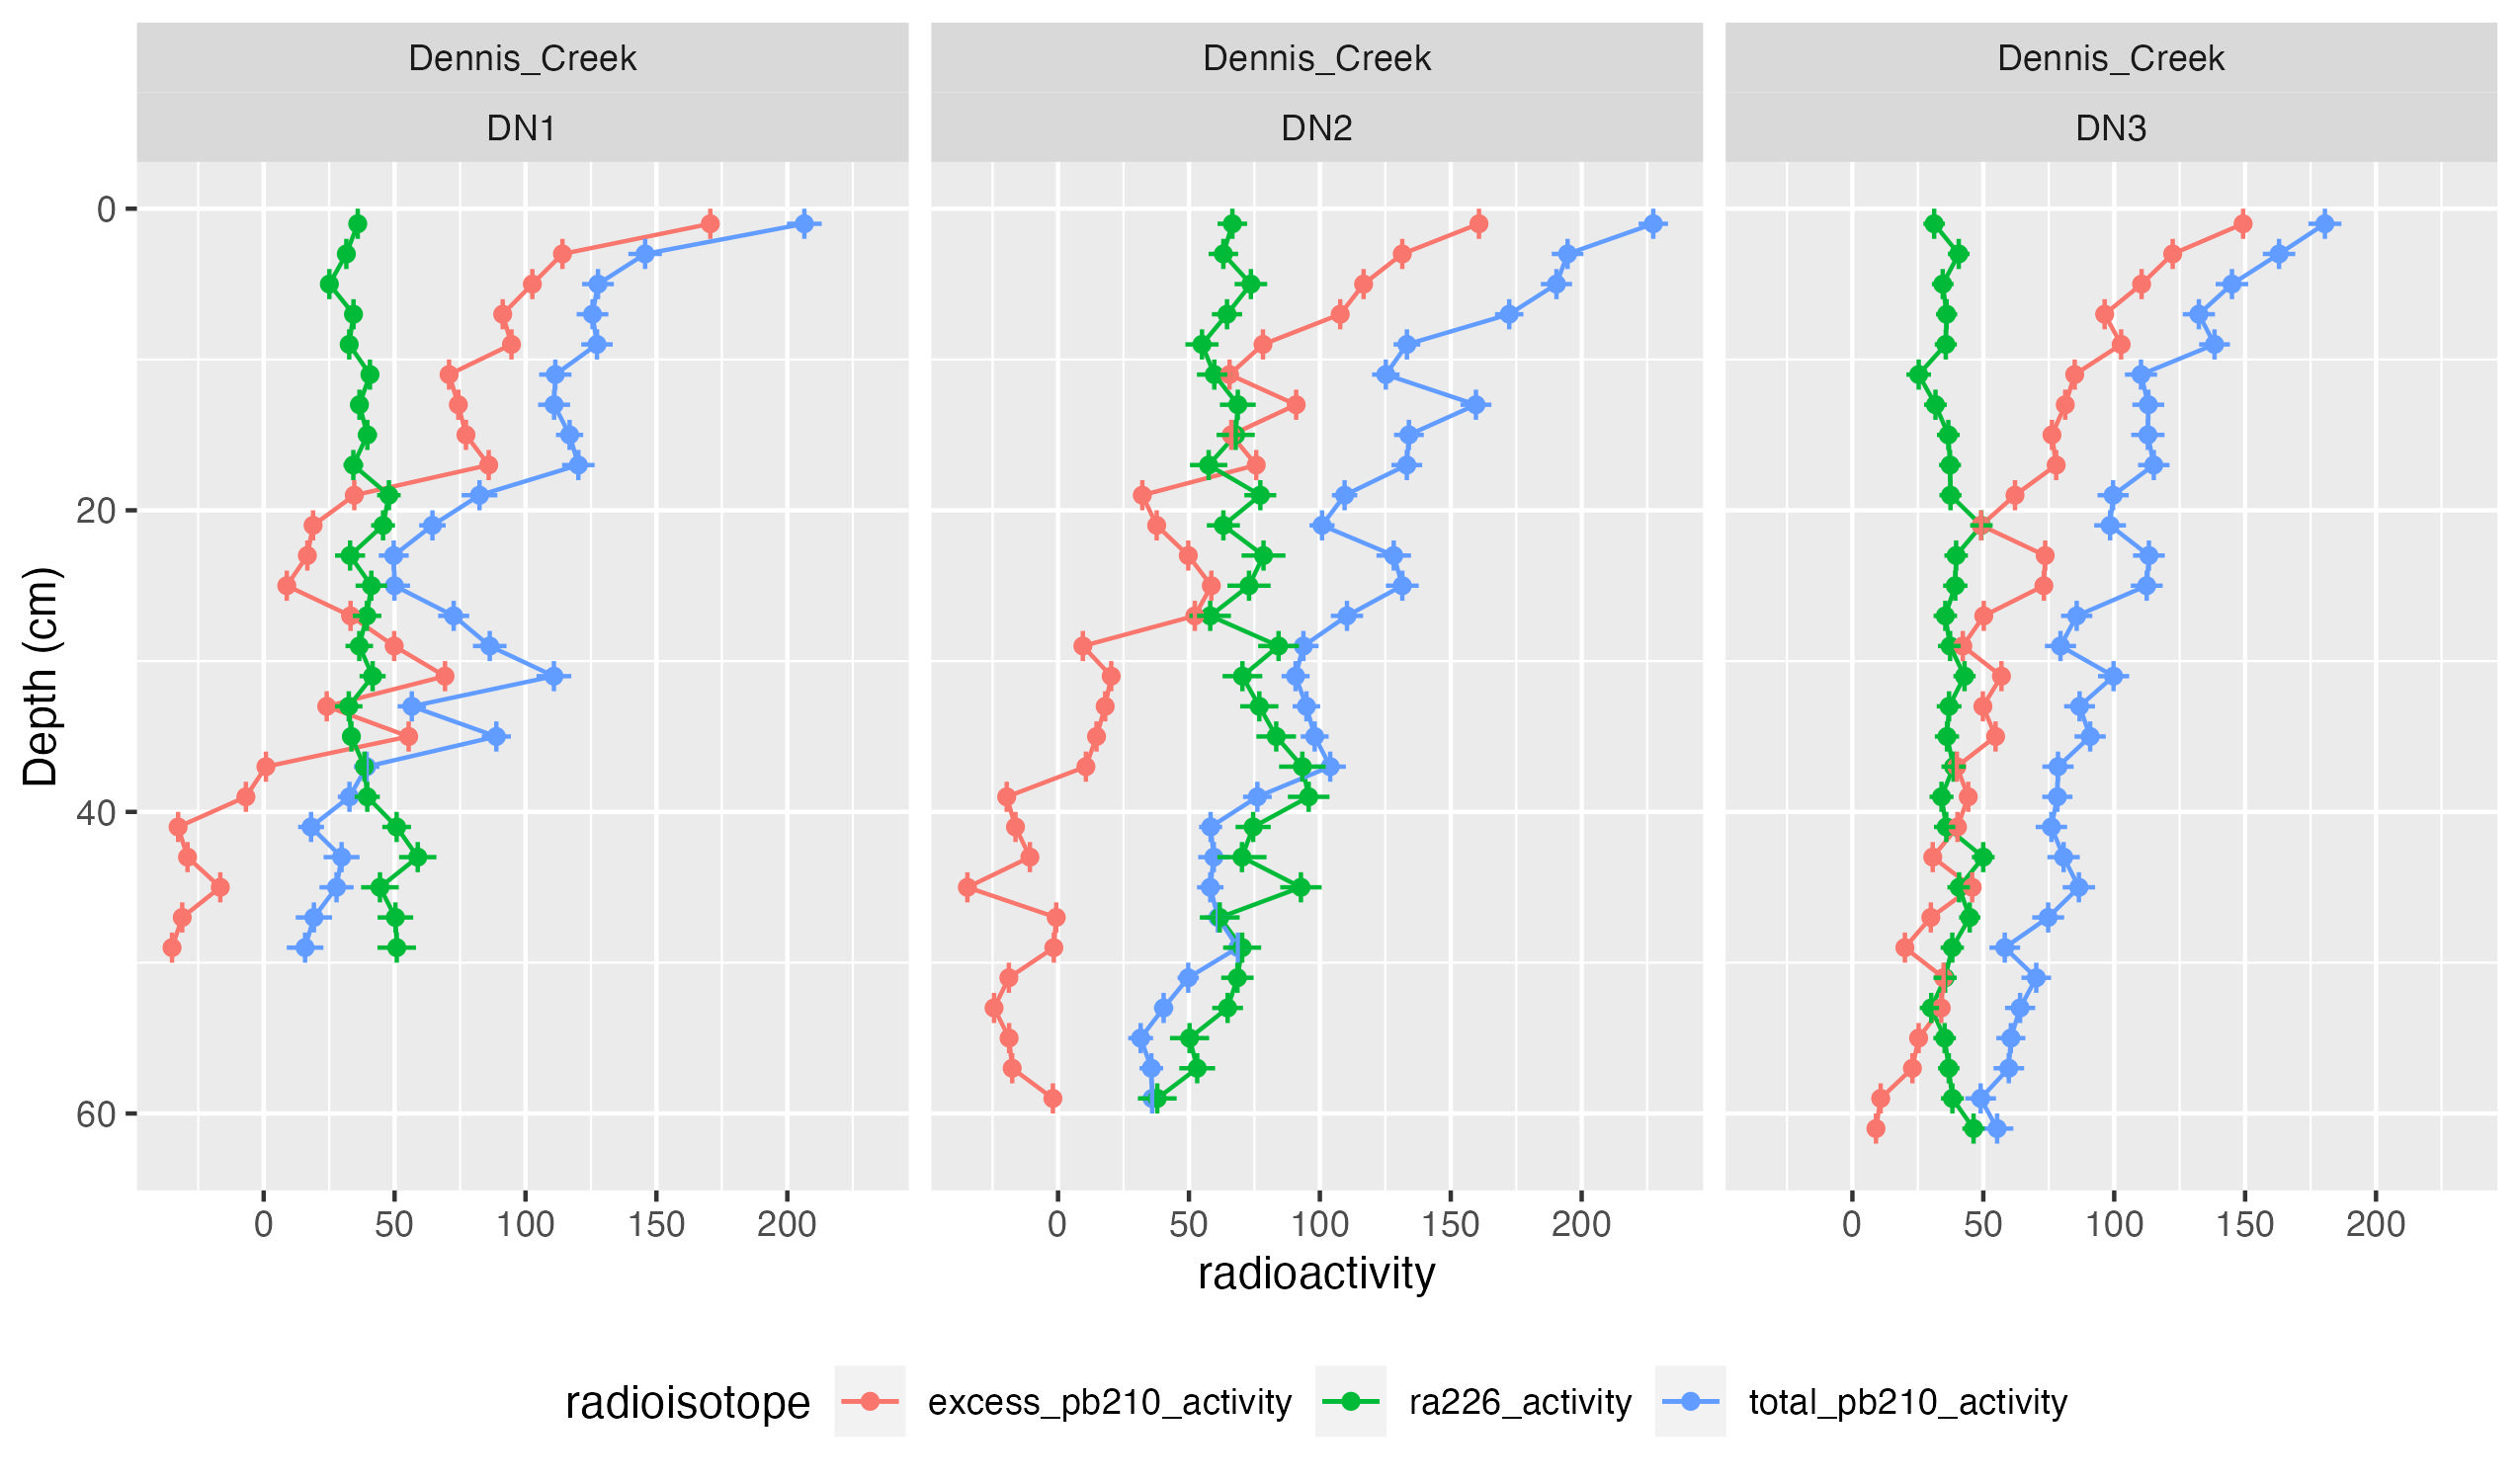 Dennis_Creek Dennis_Creek Dennis_Creek
DN1 DN2 DN3
0
20
40
60
Depth (cm)
0 50 100 150 200 0 50 100 150 200 0 50 100 150 200
radioactivity
radioisotope excess_pb210_activity ra226_activity total_pb210_activity